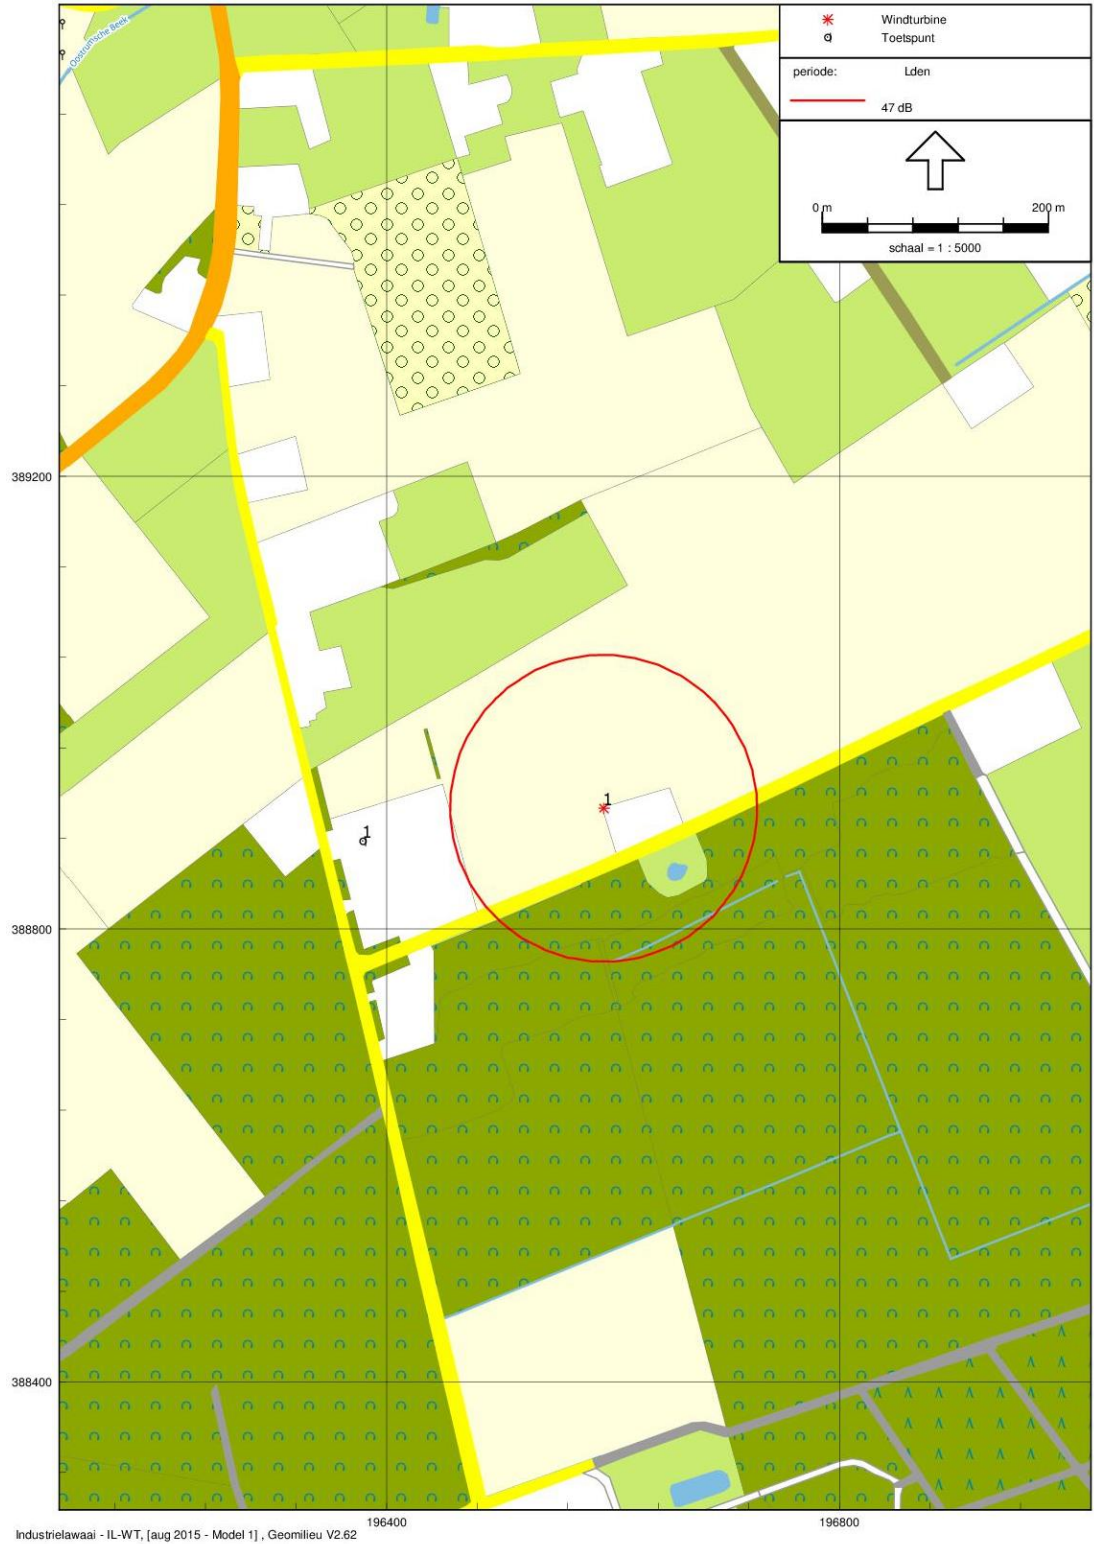 Oostrumsche Beek
Windturbine
Toetspunt
periode: Lden
47 dB
0 m 200 m
schaal = 1 : 5000
389200
1
1
388800
388400
196400 196800
Industrielawaai - IL-WT, [aug 2015 - Model 1] , Geomilieu V2.62